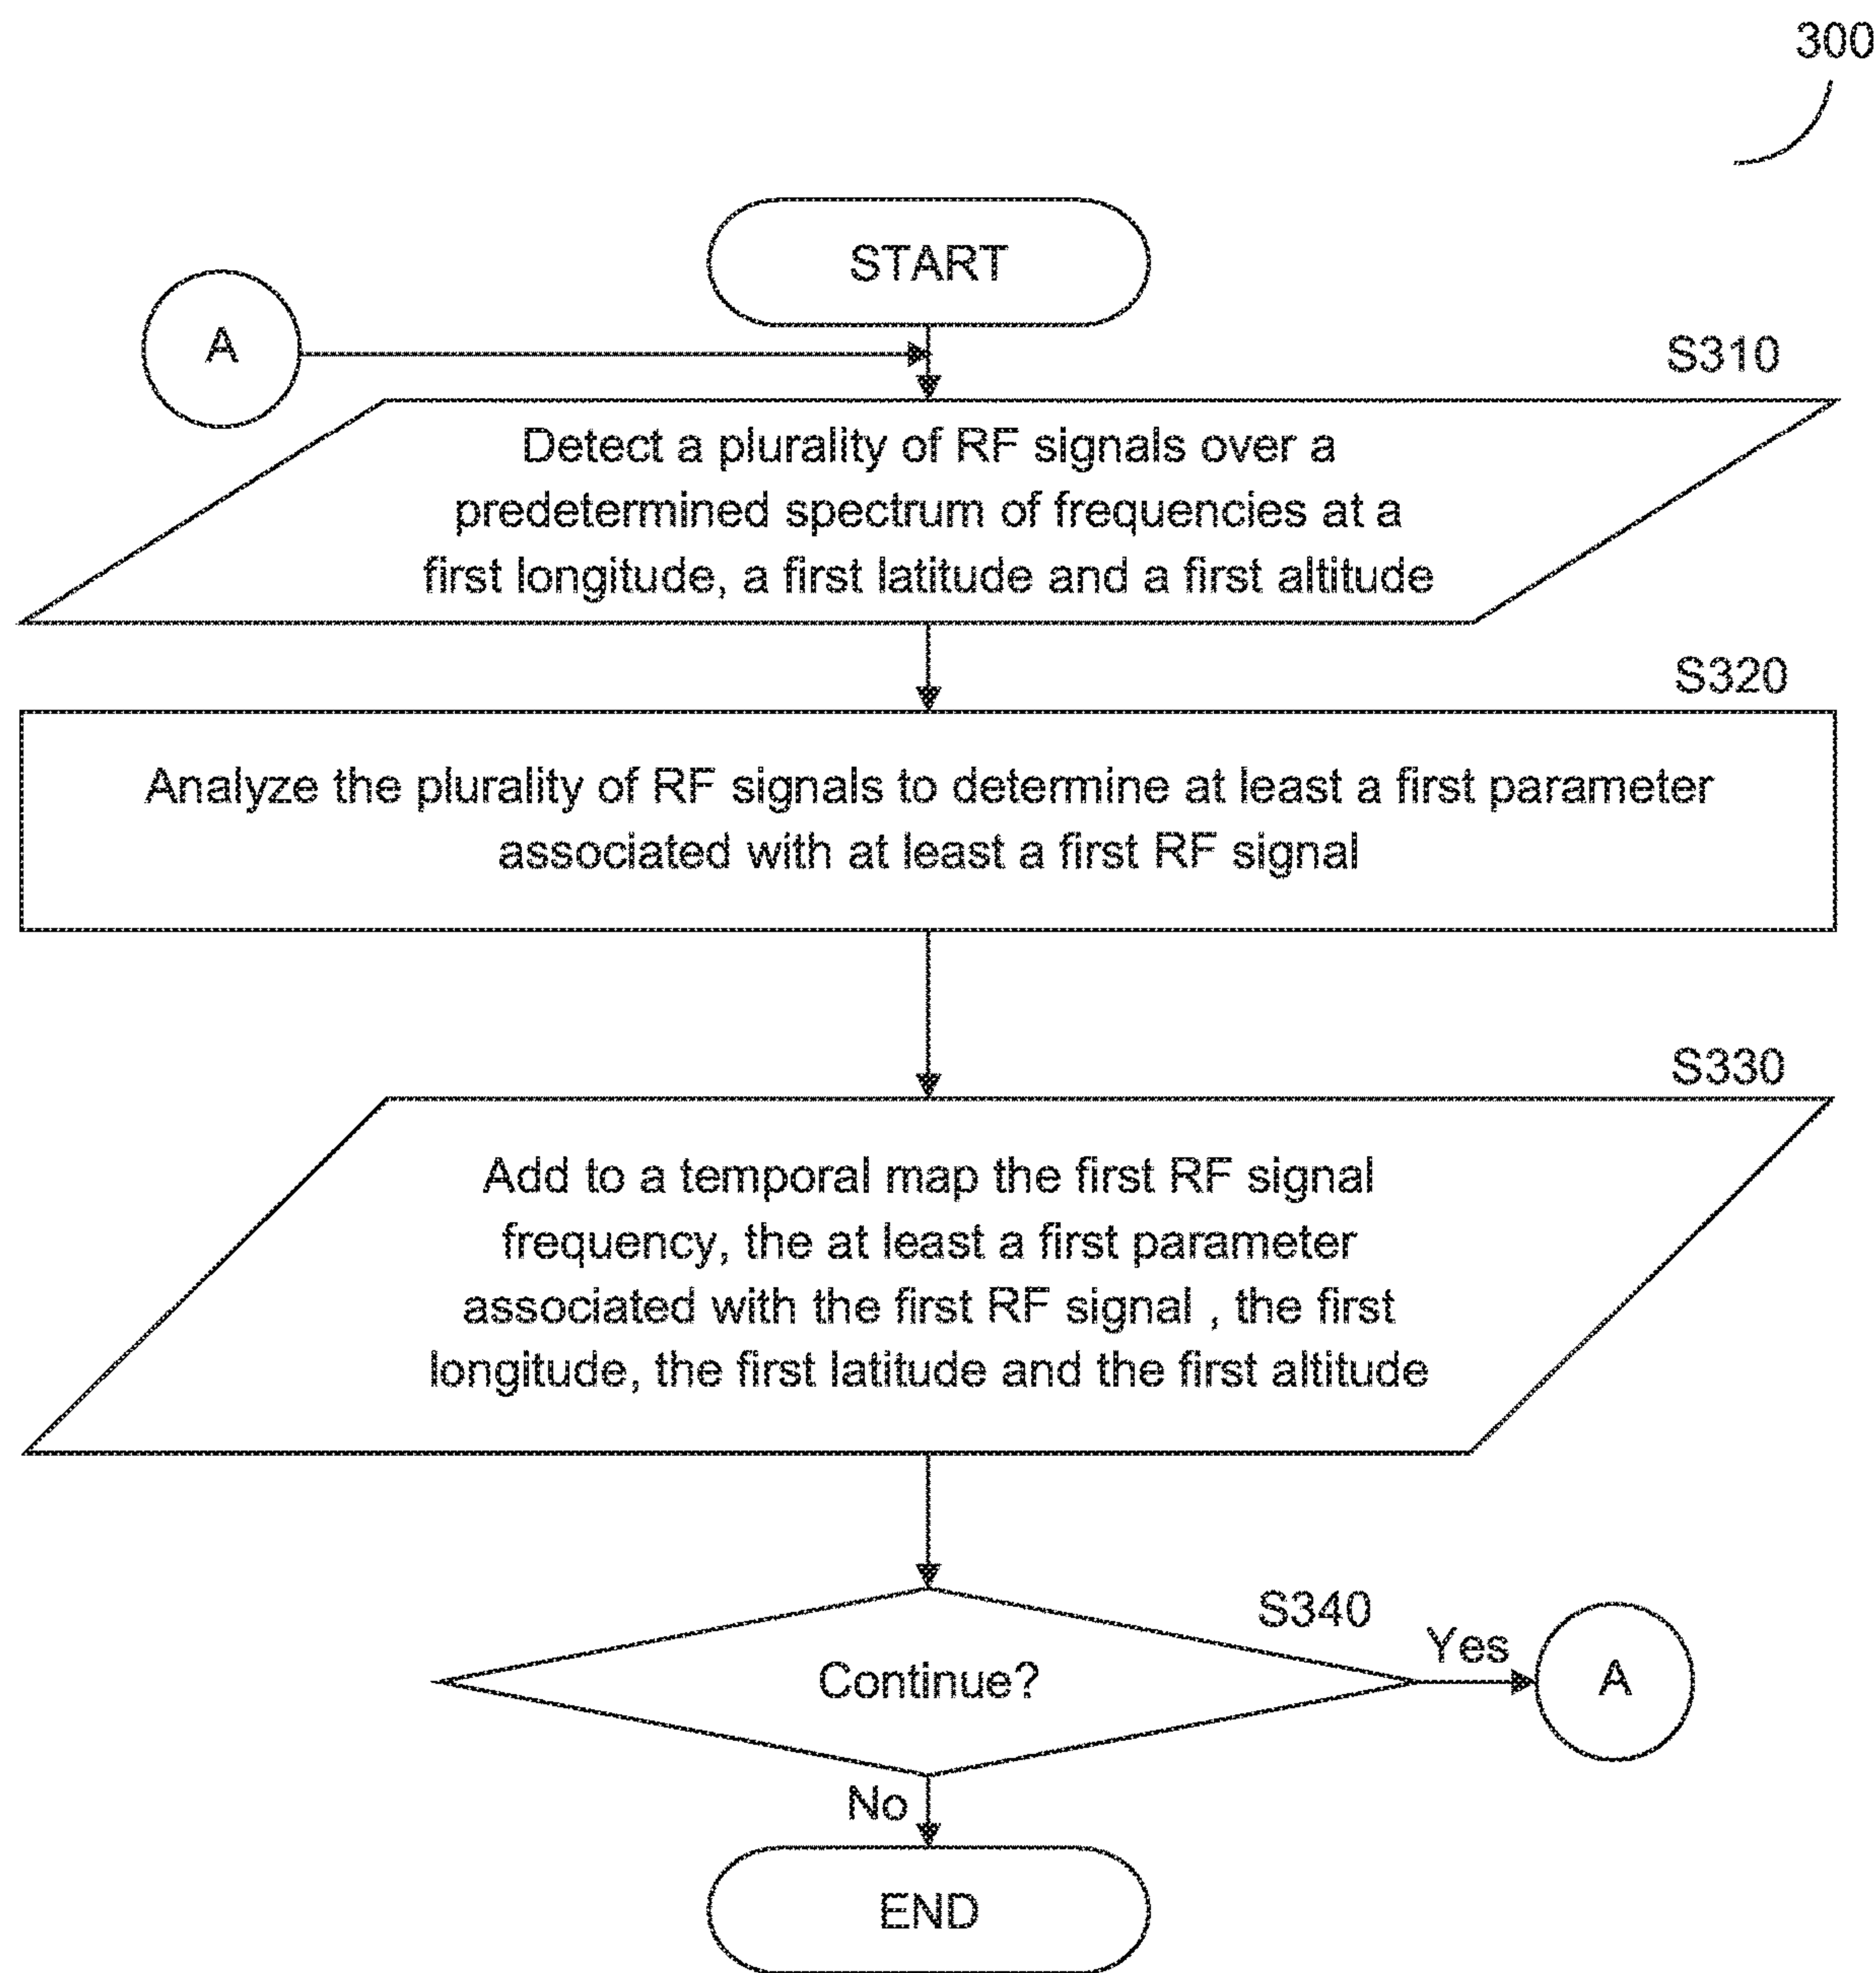 300
START
A
S310
Detect a plurality of RF signals over a
predetermined spectrum of frequencies at a
first longitude, a first latitude and a first altitude
S320
Analyze the plurality of RF signals to determine at least a first parameter
associated with at least a first RF signal
S330
Add to a temporal map the first RF signal
frequency, the at least a first parameter
associated with the first RF signal , the first
longitude, the first latitude and the first altitude
S340
Continue?
Yes
A
No
END